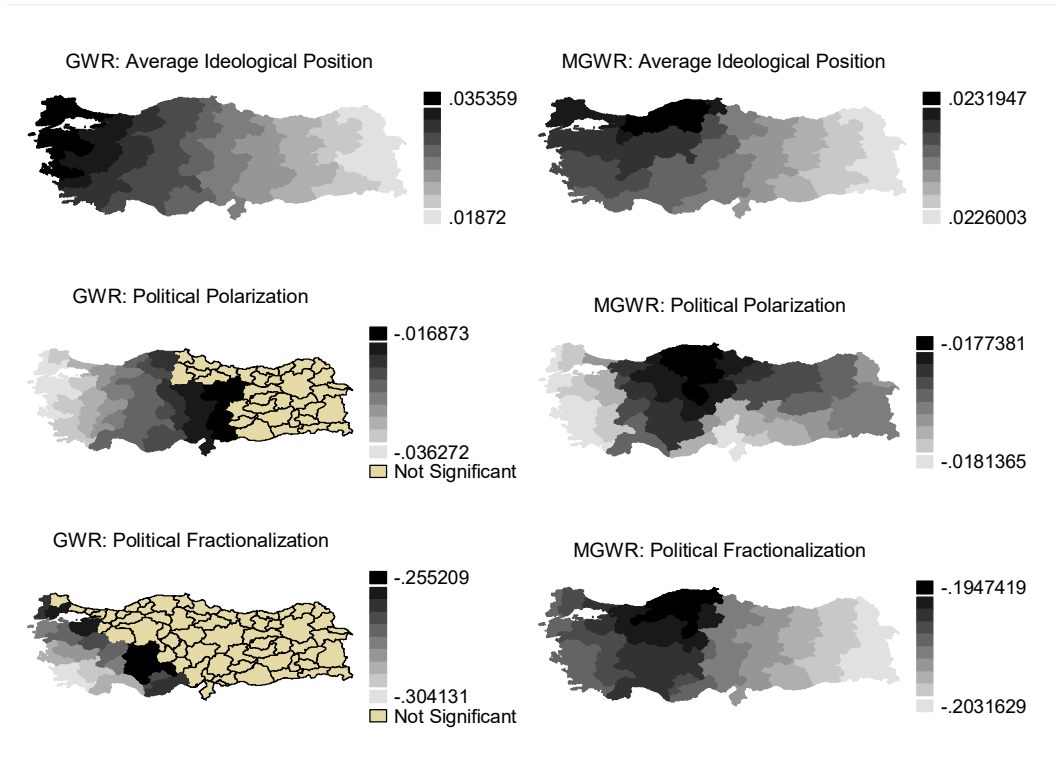 GWR: Average Ideological Position
.035359
.01872
MGWR: Average Ideological Position
.0231947
.0226003
GWR: Political Polarization
-.016873
-.036272
Not Significant
MGWR: Political Polarization
-.0177381
-.0181365
GWR: Political Fractionalization
-.255209
-.304131
Not Significant
MGWR: Political Fractionalization
-.1947419
-.2031629